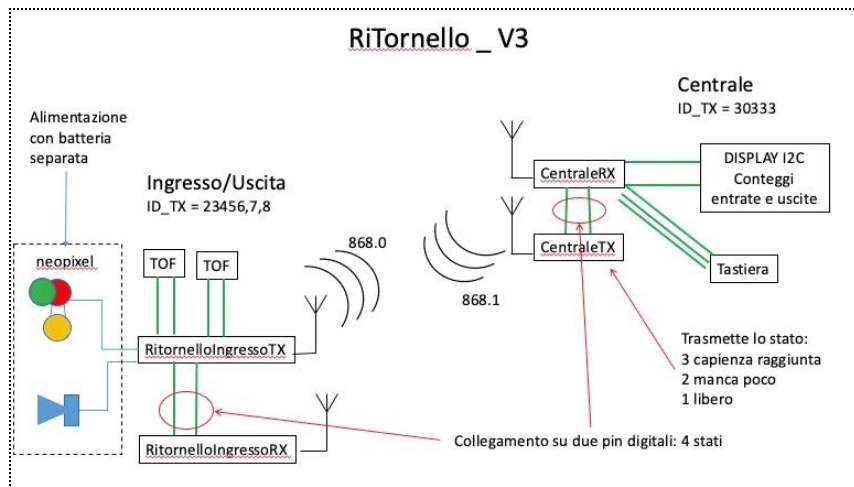 RiTornello _ V3
Alimentazione
con batteria
separata
Ingresso/Uscita
ID_TX = 23456,7,8
neopixel
TOF
TOF
868.0
RitornelloIngressoTX
RitornelloIngressoRX
Centrale
ID_TX = 30333
CentraleRX
DISPLAY I2C
Conteggi
entrate e uscite
CentraleTX
868.1
Tastiera
Trasmette lo stato:
3 capienza raggiunta
2 manca poco
1 libero
Collegamento su due pin digitali: 4 stati